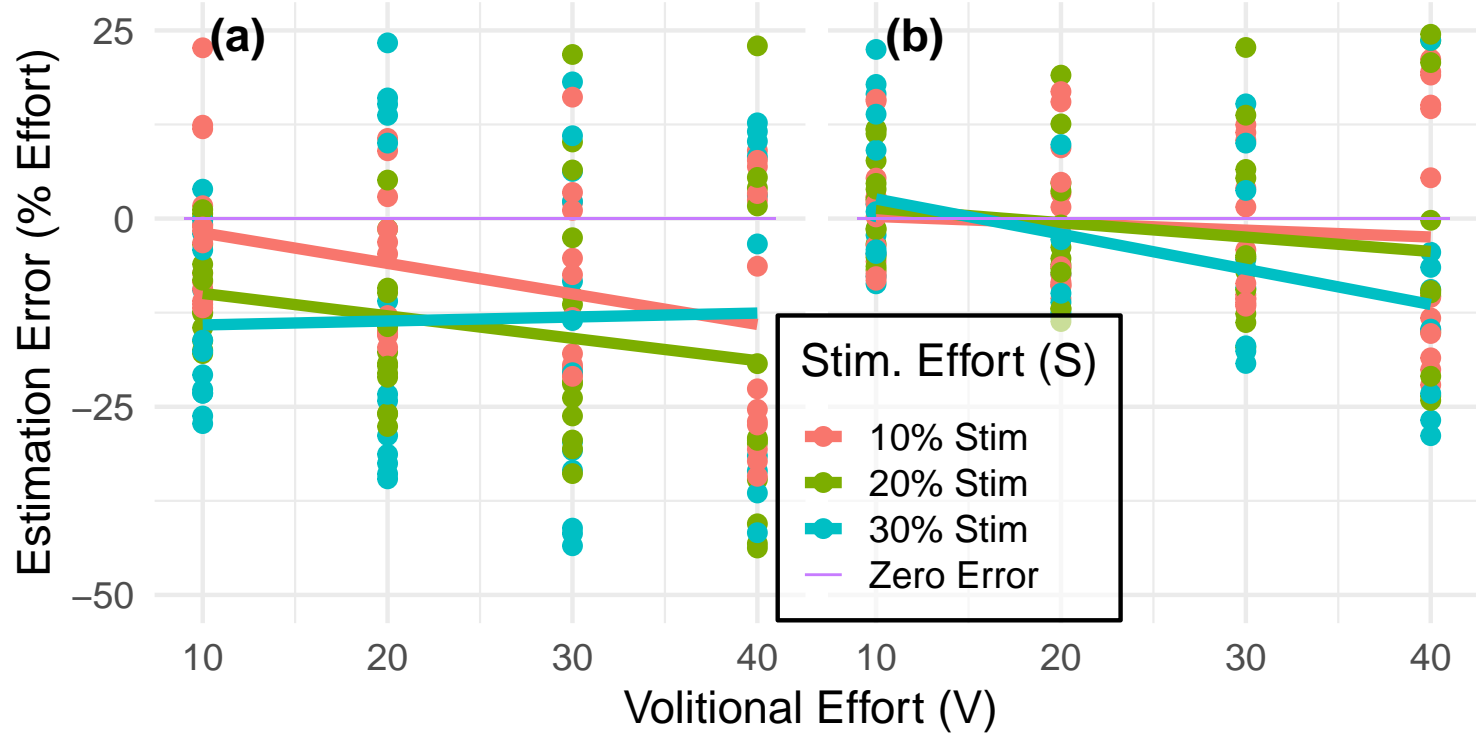 (a)
(b)
Estimation Error (% Effort)
25
0
−25
−50
Stim. Effort (S)
10% Stim
20% Stim
30% Stim
Zero Error
10 20 30 40 10 20 30 40
Volitional Effort (V)